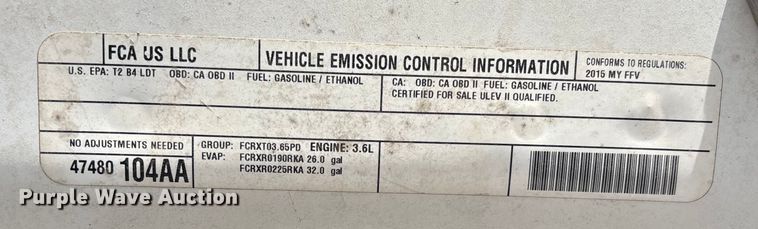 FCA US LLC
VEHICLE EMISSION CONTROL INFORMATION
CONFORMS TO REGULATIONS:
2015 MY FFV
U.S. EPA: T2 B4 LDT OBD: CA OBD II FUEL: GASOLINE / ETHANOL
CA: OBD: CA OBD II FUEL: GASOLINE / ETHANOL
CERTIFIED FOR SALE ULEV II QUALIFIED.
NO ADJUSTMENTS NEEDED
47480 104AA
GROUP: FCRXT03.65PD ENGINE: 3.6L
EVAP: FCRXR0190RKA 26.0 gal
FCRXR0225RKA 32.0 gal
Purple Wave Auction